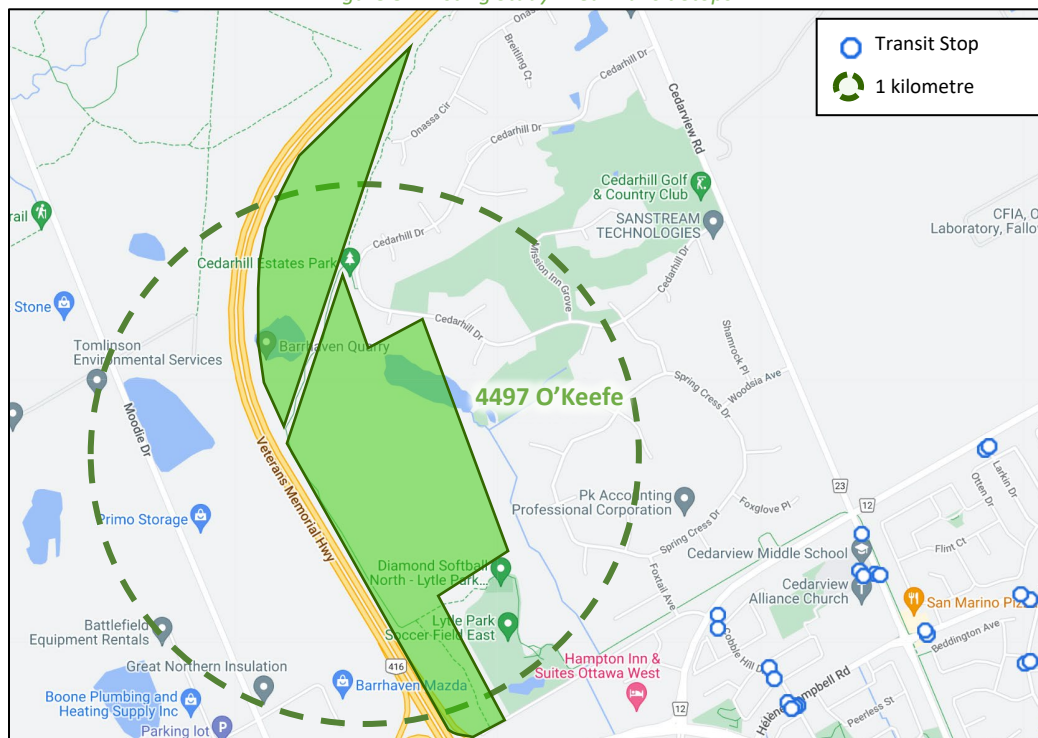 Transit Stop
1 kilometre
Breitling Ct
Onassa Cir
Cedarhill Dr
Cedarview Rd
Cedarhill Golf
& Country Club
SANSTREAM
TECHNOLOGIES
CFIA, O
Laboratory, Fallow
rail
Cedarhill Dr
Cedarhill Estates Park
Mission Inn
Grove
Cedarhill Dr
Stone
Cedarhill Dr
Tomlinson
Environmental Services
Barrhaven Quarry
Shamrock Pl
Woodsia Ave
Spring Cress Dr
4497 O'Keefe
Moodie Dr
Veterans Memorial Hwy
23
12
Larkin Dr
Otten Dr
Pk Accounting
Professional Corporation
Foxglove Pl
Primo Storage
Spring Cress Dr
Flint Ct
Cedarview Middle School
Diamond Softball
North - Lytle Park...
Foxtail Ave
Cedarview
Alliance Church
San Marino Piz
Lytle Park
Soccer Field East
Battlefield
Equipment Rentals
Beddington Ave
Cobble Hill D
Hampton Inn &
Suites Ottawa West
416
Great Northern Insulation
Hélène Campbell Rd
Barrhaven Mazda
Boone Plumbing and
Heating Supply Inc
12
Peerless St
Parking lot